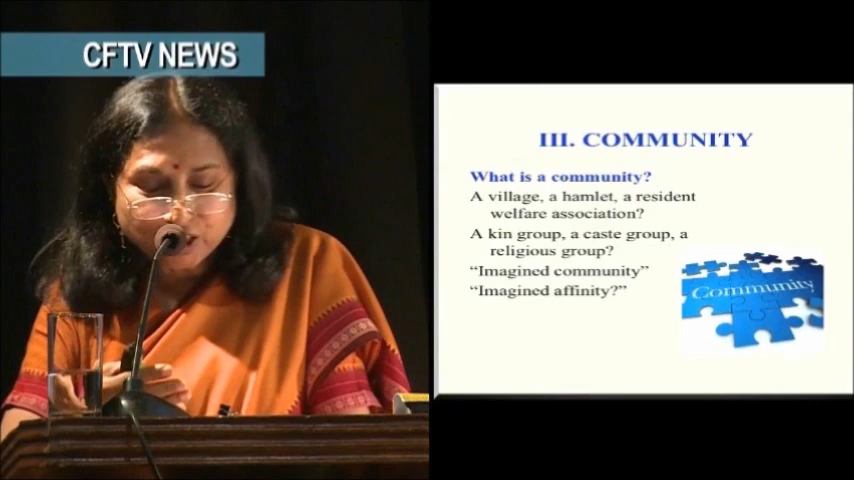 CFTV NEWS
III. COMMUNITY
What is a community?
A village, a hamlet, a resident
welfare association?
A kin group, a caste group, a
religious group?
“Imagined community”
“Imagined affinity?”
Community